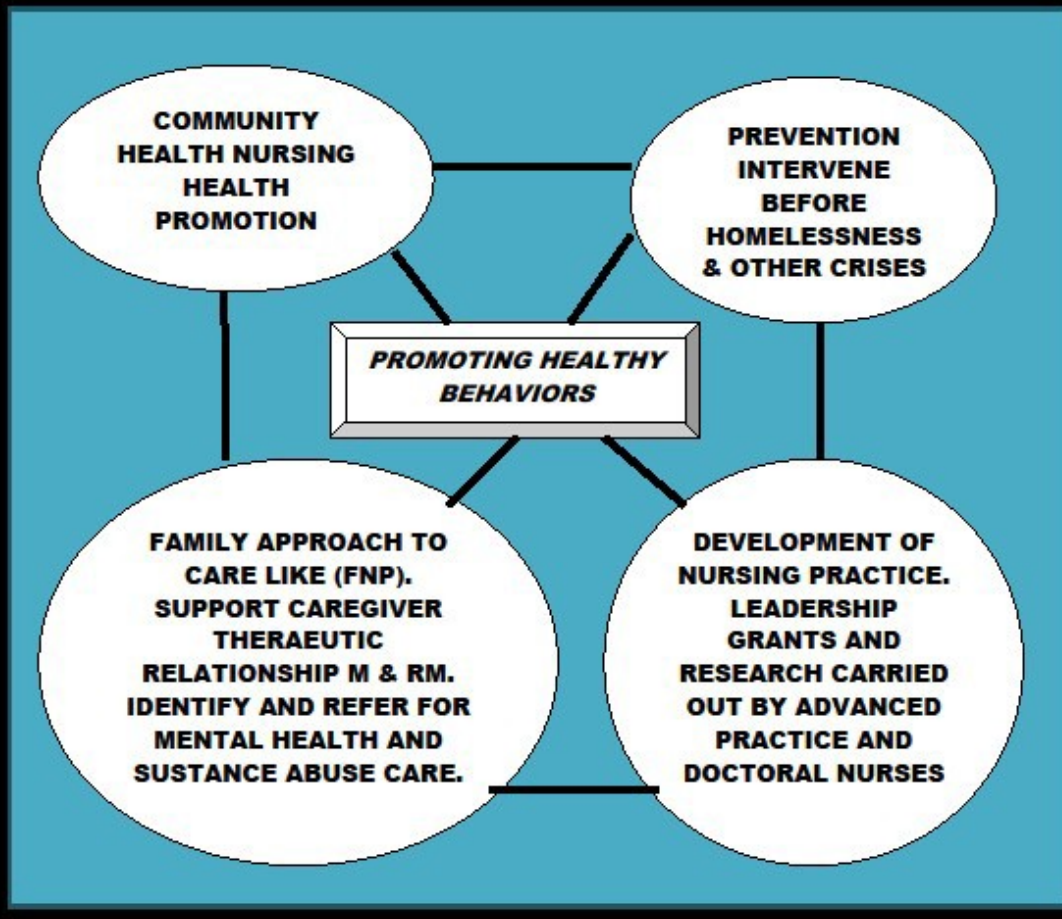 COMMUNITY
HEALTH NURSING
HEALTH
PROMOTION
PREVENTION
INTERVENE
BEFORE
HOMELESSNESS
& OTHER CRISES
PROMOTING HEALTHY
BEHAVIORS
FAMILY APPROACH TO
CARE LIKE (FNP).
SUPPORT CAREGIVER
THERAEUTIC
RELATIONSHIP M & RM.
IDENTIFY AND REFER FOR
MENTAL HEALTH AND
SUSTANCE ABUSE CARE.
DEVELOPMENT OF
NURSING PRACTICE.
LEADERSHIP
GRANTS AND
RESEARCH CARRIED
OUT BY ADVANCED
PRACTICE AND
DOCTORAL NURSES